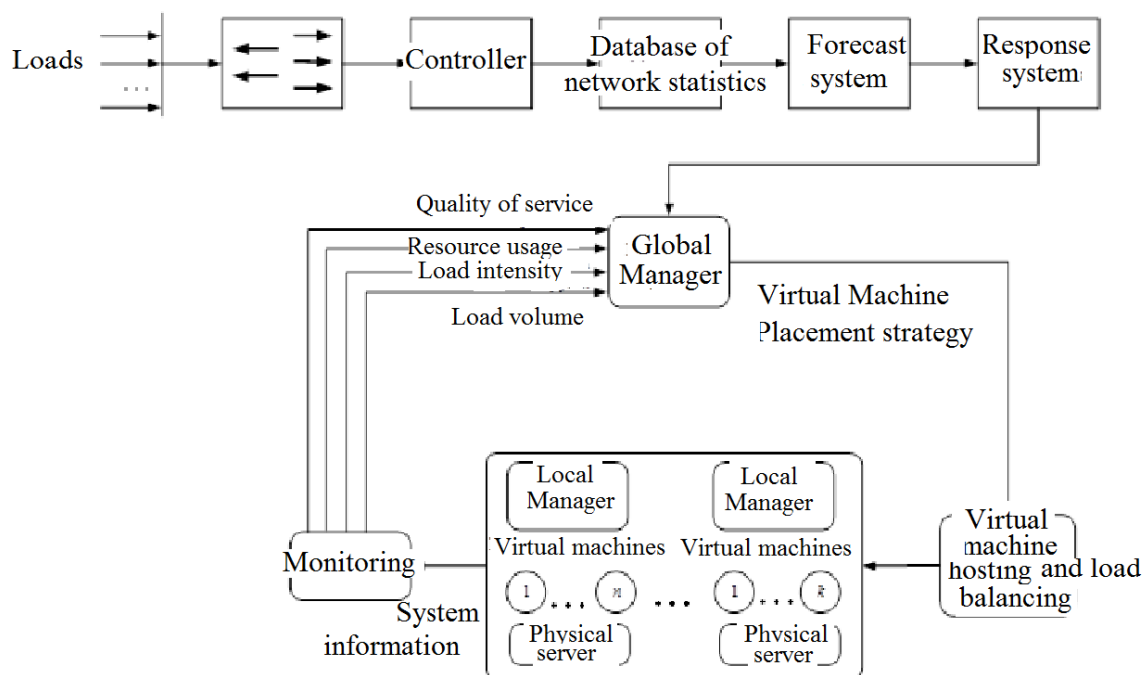 Loads
...
Controller
Database of
network statistics
Forecast
system
Response
system
Quality of service
Resource usage
Load intensity
Load volume
Global
Manager
Virtual Machine
Placement strategy
Local
Manager
Local
Manager
Virtual machines
Virtual machines
1 ... n ... 1 ... k
Physical
server
Physical
server
Monitoring
System
information
Virtual
machine
hosting and load
balancing